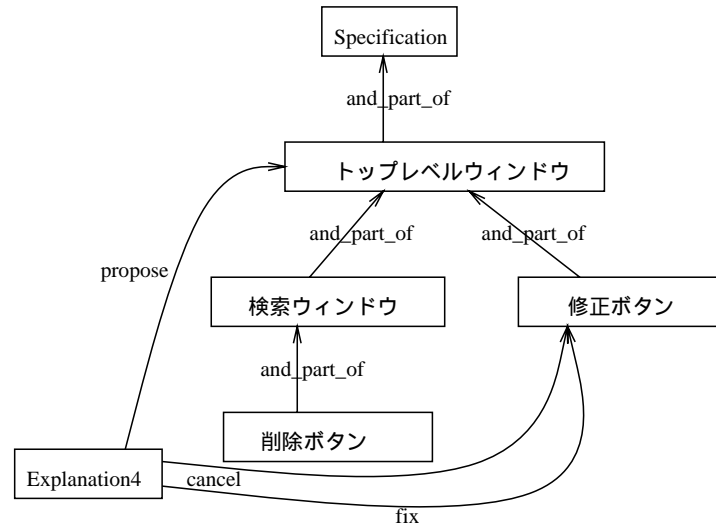 Specification
and_part_of
トップレベルウィンドウ
and_part_of
and_part_of
propose
検索ウィンドウ
修正ボタン
and_part_of
削除ボタン
Explanation4
cancel
fix